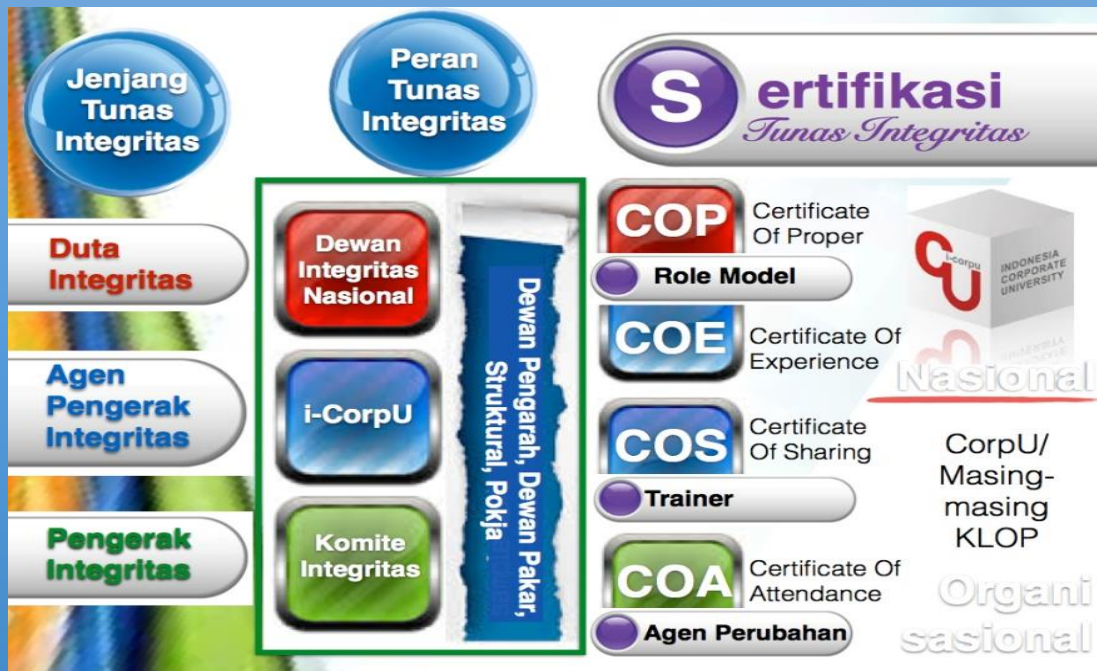 Jenjang
Tunas
Integritas
Peran
Tunas
Integritas
Sertifikasi
Tunas Integritas
Duta
Integritas
Agen
Pengerak
Integritas
Pengerak
Integritas
Dewan
Integritas
Nasional
i-CorpU
Komite
Integritas
Dewan Pengarah, Dewan Pakar,
Struktural, Pokja
COP
Certificate
Of Proper
Role Model
COE
Certificate Of
Experience
COS
Certificate
Of Sharing
Trainer
COA
Certificate Of
Attendance
Agen Perubahan
i-corpu
CU
INDONESIA
CORPORATE
UNIVERSITY
Nasional
CorpU/
Masing-
masing
KLOP
Organi
sasional